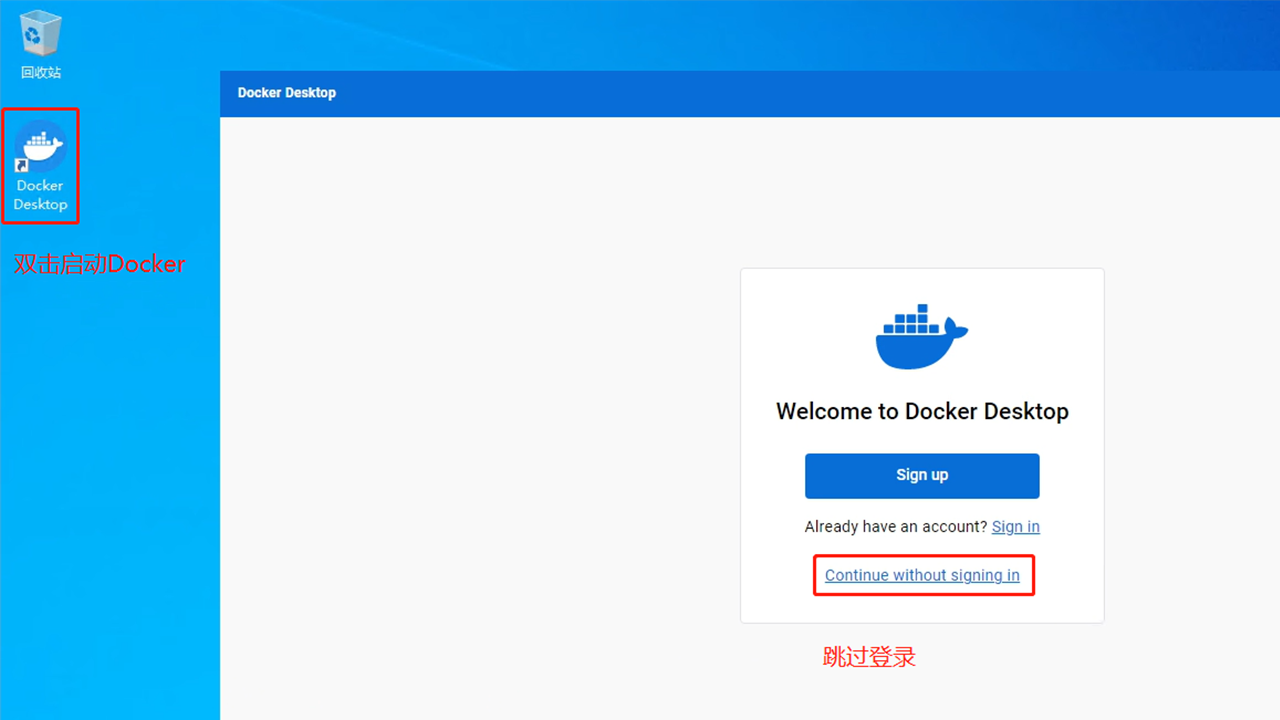 回收站
Docker Desktop
Docker
Desktop
双击启动Docker
Welcome to Docker Desktop
Sign up
Already have an account? Sign in
Continue without signing in
跳过登录